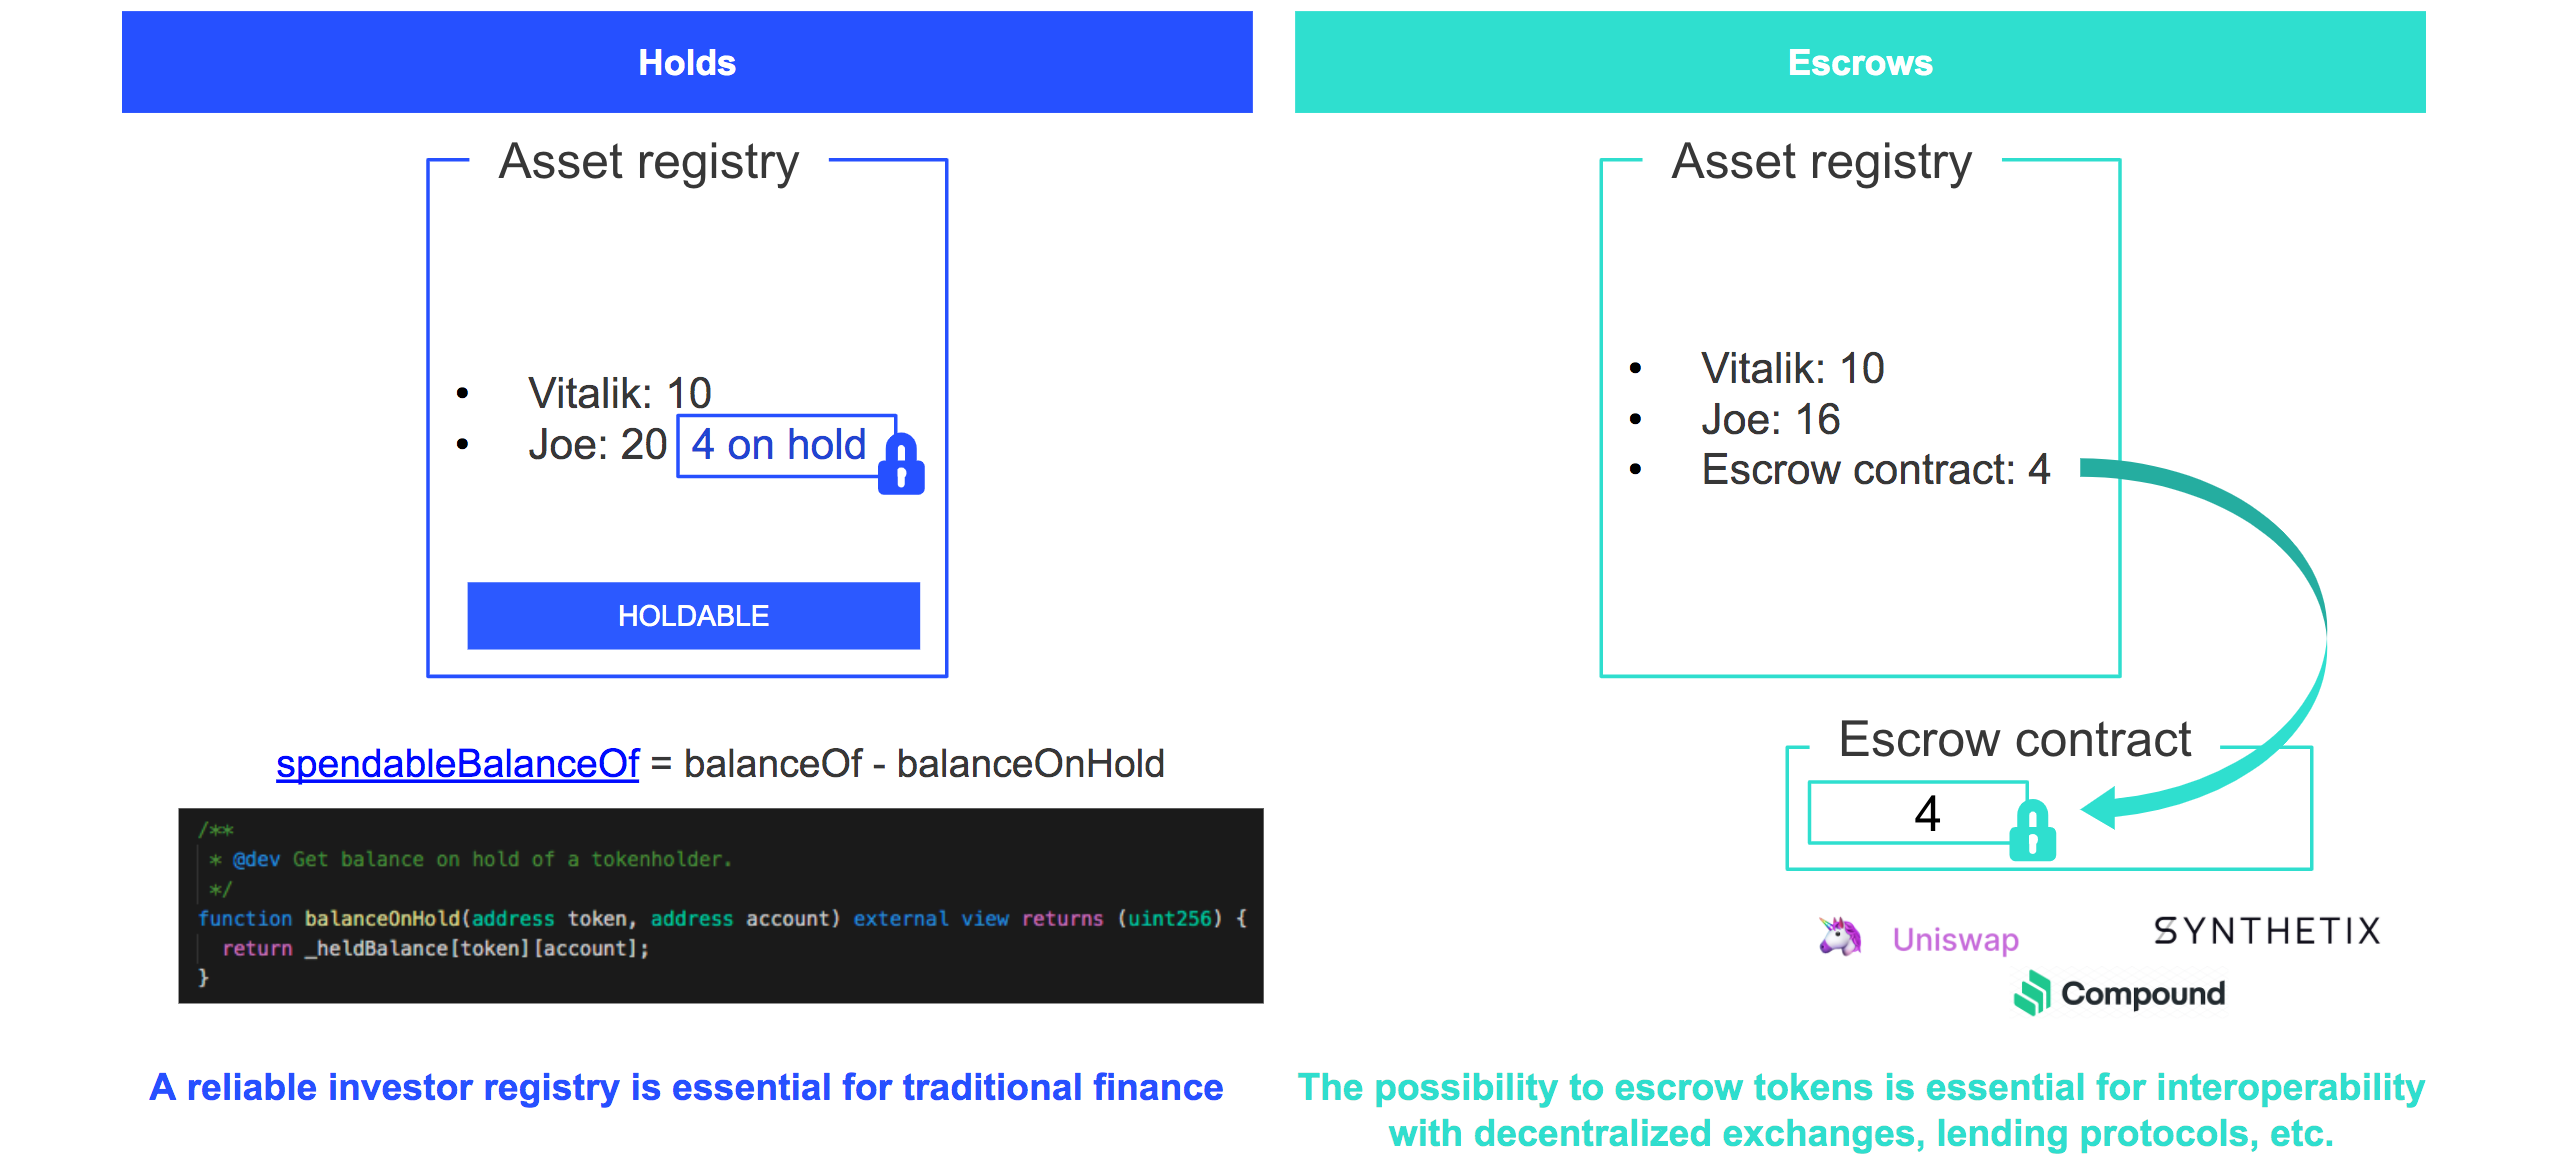 Holds
Asset registry
• Vitalik: 10
• Joe: 20 4 on hold
HOLDABLE
spendableBalanceOf = balanceOf - balanceOnHold
/**
* @dev Get balance on hold of a tokenholder.
*/
function balanceOnHold(address token, address account) external view returns (uint256) {
return _heldBalance[token][account];
}
A reliable investor registry is essential for traditional finance
Escrows
Asset registry
• Vitalik: 10
• Joe: 16
• Escrow contract: 4
Escrow contract
4
Uniswap
SYNTHETIX
Compound
The possibility to escrow tokens is essential for interoperability
with decentralized exchanges, lending protocols, etc.